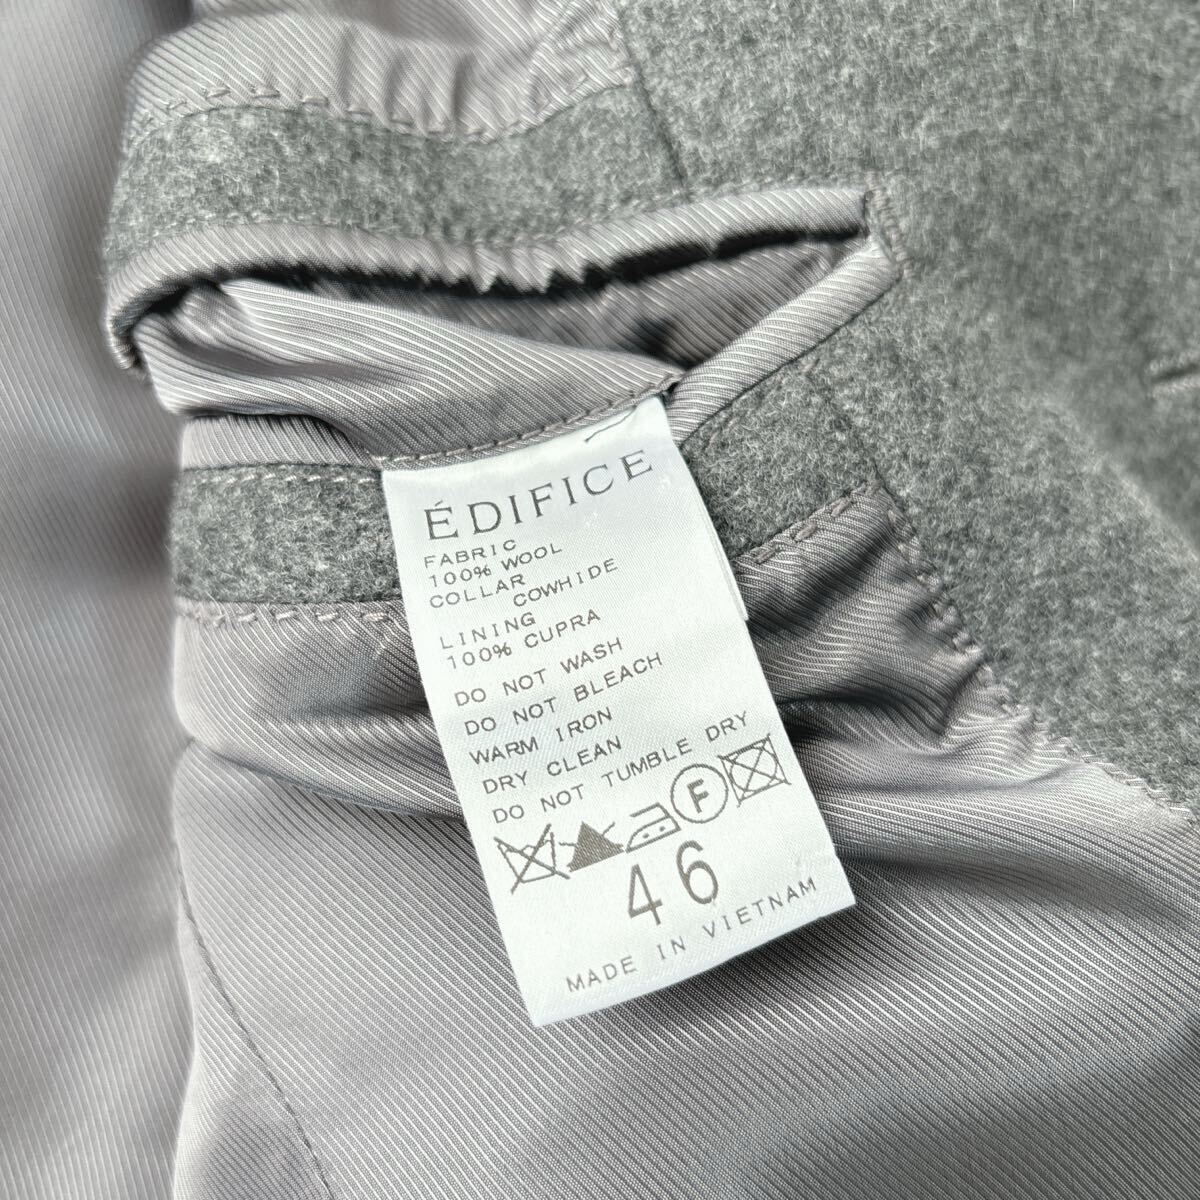 ÉDIFICE
FABRIC
100% WOOL
COLLAR
COWHIDE
LINING
100% CUPRA
DO NOT WASH
DO NOT BLEACH
WARM IRON
DRY CLEAN
DO NOT TUMBLE DRY
F
46
MADE IN VIETNAM